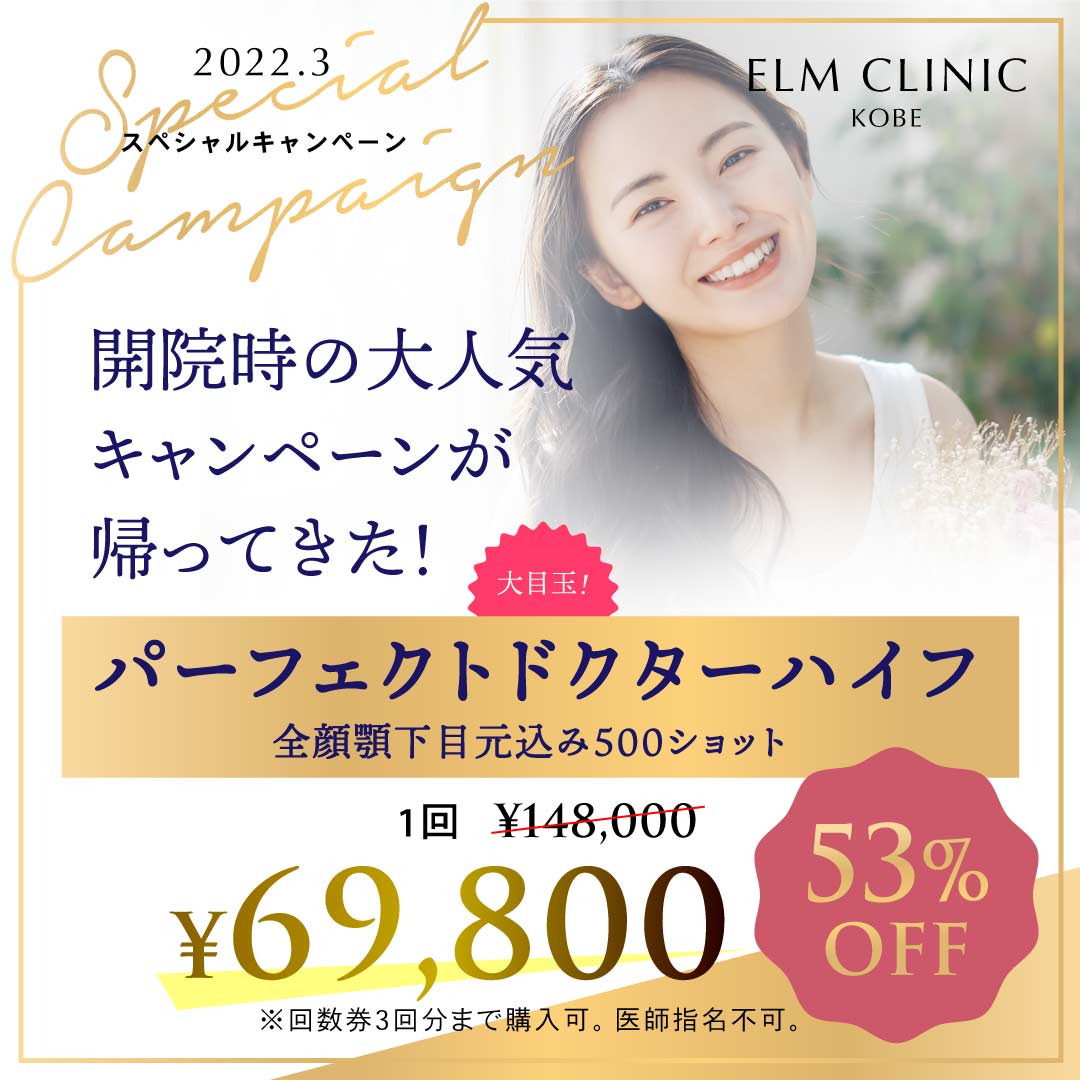 2022.3
Special
スペシャルキャンペーン
Campaign
ELM CLINIC
KOBE
開院時の大人気
キャンペーンが
帰ってきた!
大目玉!
パーフェクトドクターハイフ
全顔顎下目元込み500ショット
1回 ¥148,000
¥69,800
53%
OFF
※回数券3回分まで購入可。医師指名不可。